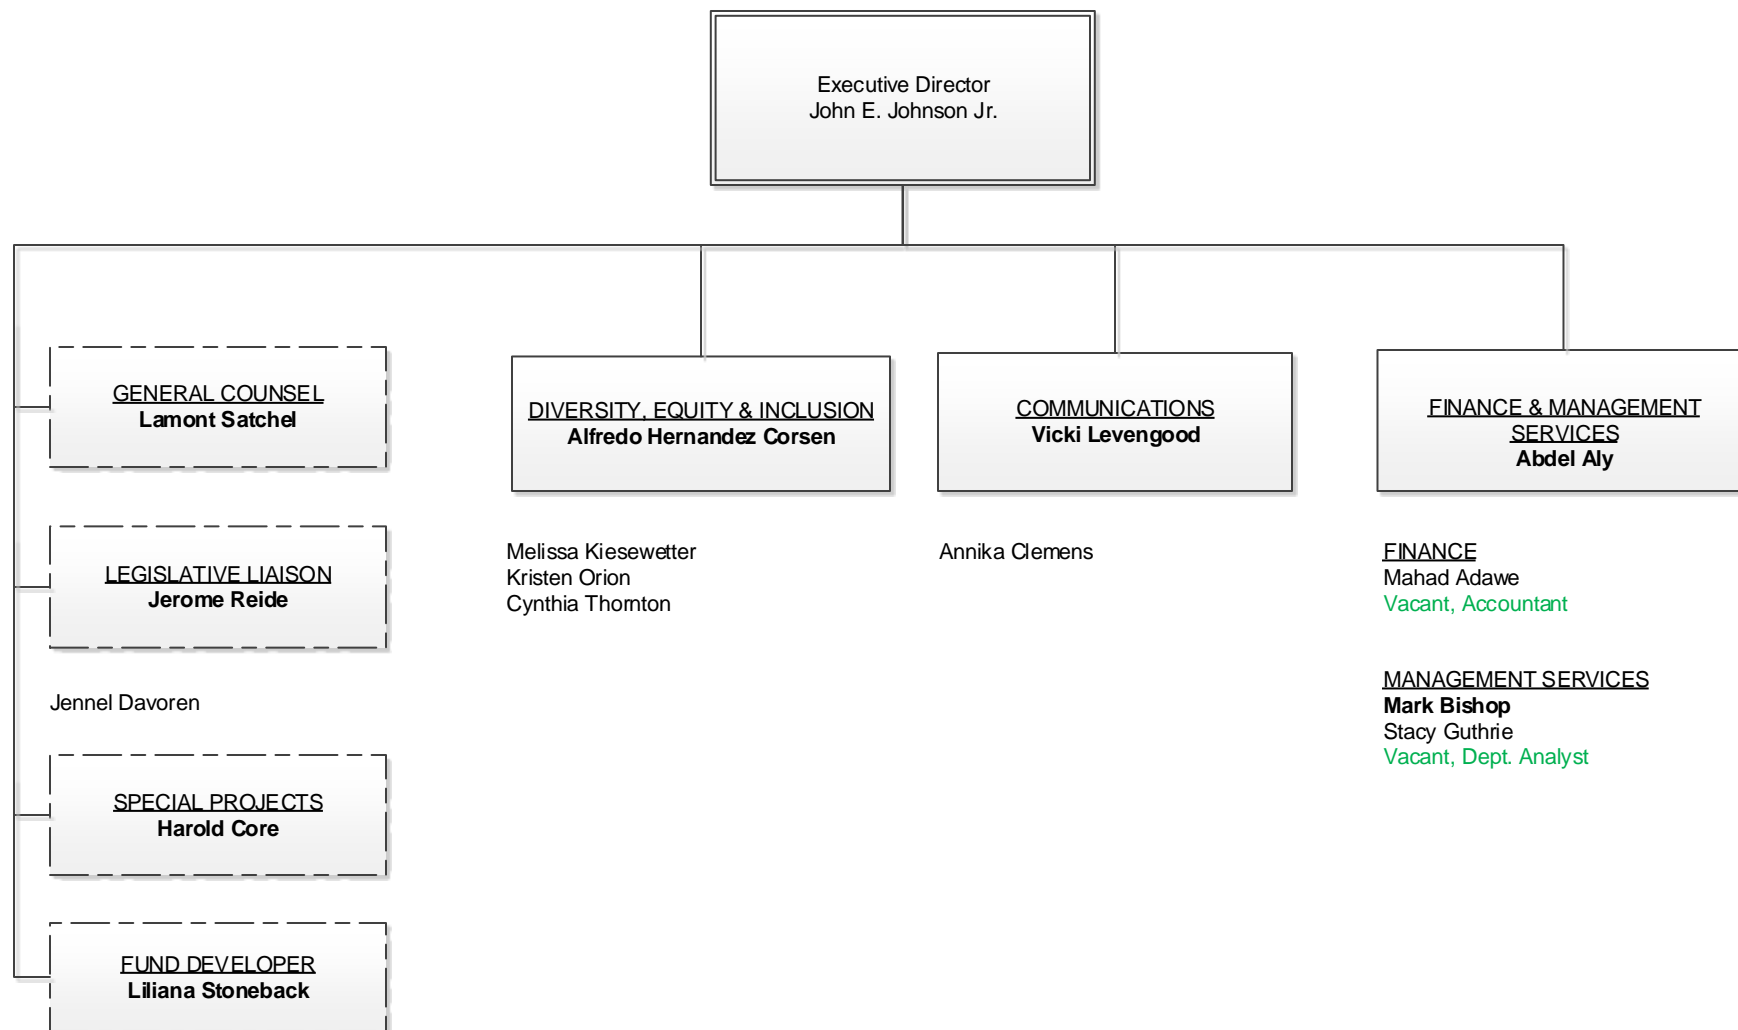 Executive Director
John E. Johnson Jr.
GENERAL COUNSEL
Lamont Satchel
LEGISLATIVE LIAISON
Jerome Reide
Jennel Davoren
SPECIAL PROJECTS
Harold Core
FUND DEVELOPER
Liliana Stoneback
DIVERSITY, EQUITY & INCLUSION
Alfredo Hernandez Corsen
Melissa Kiesewetter
Kristen Orion
Cynthia Thornton
COMMUNICATIONS
Vicki Levengood
Annika Clemens
FINANCE & MANAGEMENT
SERVICES
Abdel Aly
FINANCE
Mahad Adawe
Vacant, Accountant
MANAGEMENT SERVICES
Mark Bishop
Stacy Guthrie
Vacant, Dept. Analyst